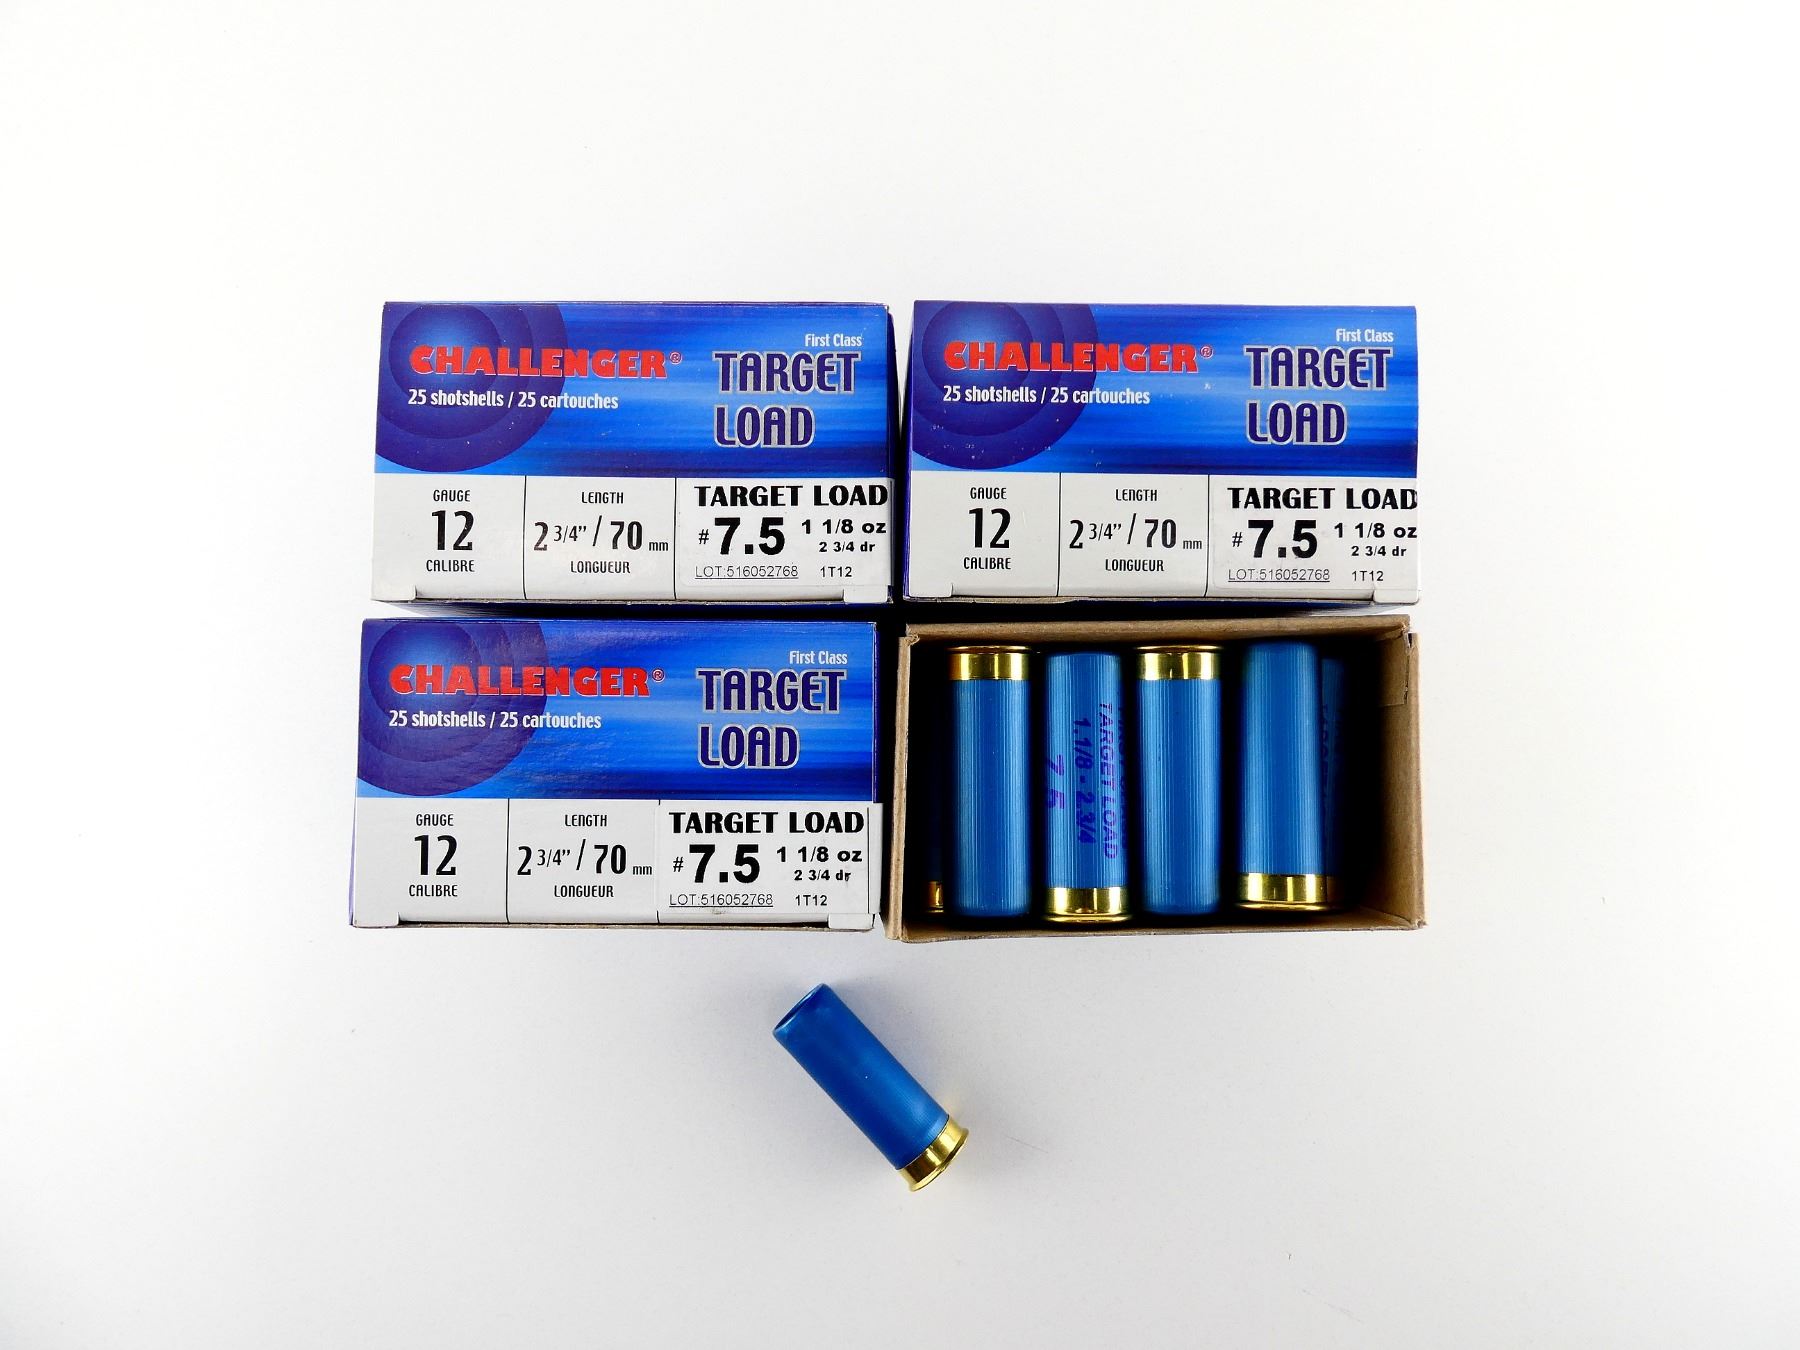 CHALLENGER®
25 shotshells / 25 cartouches
First Class
TARGET
LOAD
GAUGE
12
CALIBRE
LENGTH
2 3/4" / 70 mm
LONGUEUR
TARGET LOAD
# 7.5 1 1/8 oz
2 3/4 dr
LOT:516052768 1T12
CHALLENGER®
25 shotshells / 25 cartouches
First Class
TARGET
LOAD
GAUGE
12
CALIBRE
LENGTH
2 3/4" / 70 mm
LONGUEUR
TARGET LOAD
# 7.5 1 1/8 oz
2 3/4 dr
LOT:516052768 1T12
CHALLENGER®
25 shotshells / 25 cartouches
First Class
TARGET
LOAD
GAUGE
12
CALIBRE
LENGTH
2 3/4" / 70 mm
LONGUEUR
TARGET LOAD
# 7.5 1 1/8 oz
2 3/4 dr
LOT:516052768 1T12
TARGET LOAD
1.1/8 - 2.3/4